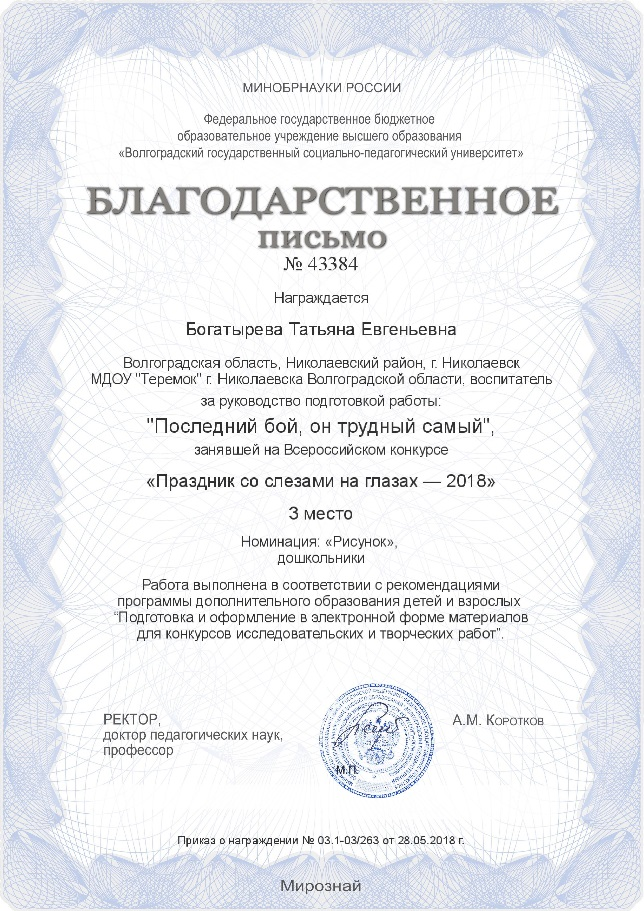 МИНОБРНАУКИ РОССИИ
Федеральное государственное бюджетное
образовательное учреждение высшего образования
«Волгоградский государственный социально-педагогический университет»
БЛАГОДАРСТВЕННОЕ
ПИСЬМО
№ 43384
Награждается
Богатырева Татьяна Евгеньевна
Волгоградская область, Николаевский район, г. Николаевск
МДОУ "Теремок" г. Николаевска Волгоградской области, воспитатель
за руководство подготовкой работы:
"Последний бой, он трудный самый",
занявшей на Всероссийском конкурсе
«Праздник со слезами на глазах — 2018»
3 место
Номинация: «Рисунок»,
дошкольники
Работа выполнена в соответствии с рекомендациями
программы дополнительного образования детей и взрослых
“Подготовка и оформление в электронной форме материалов
для конкурсов исследовательских и творческих работ”.
РЕКТОР,
доктор педагогических наук,
профессор
М.П.
А.М. Коротков
Приказ о награждении № 03.1-03/263 от 28.05.2018 г.
Мирознай